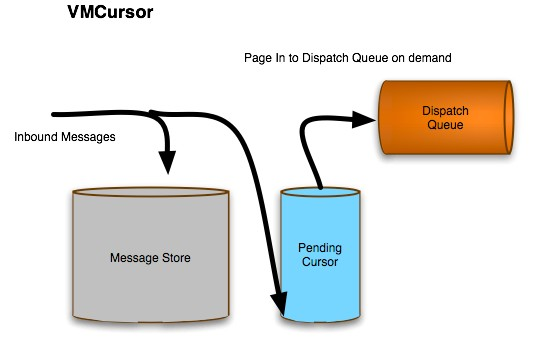 VMCursor
Page In to Dispatch Queue on demand
Inbound Messages
Dispatch
Queue
Message Store
Pending
Cursor